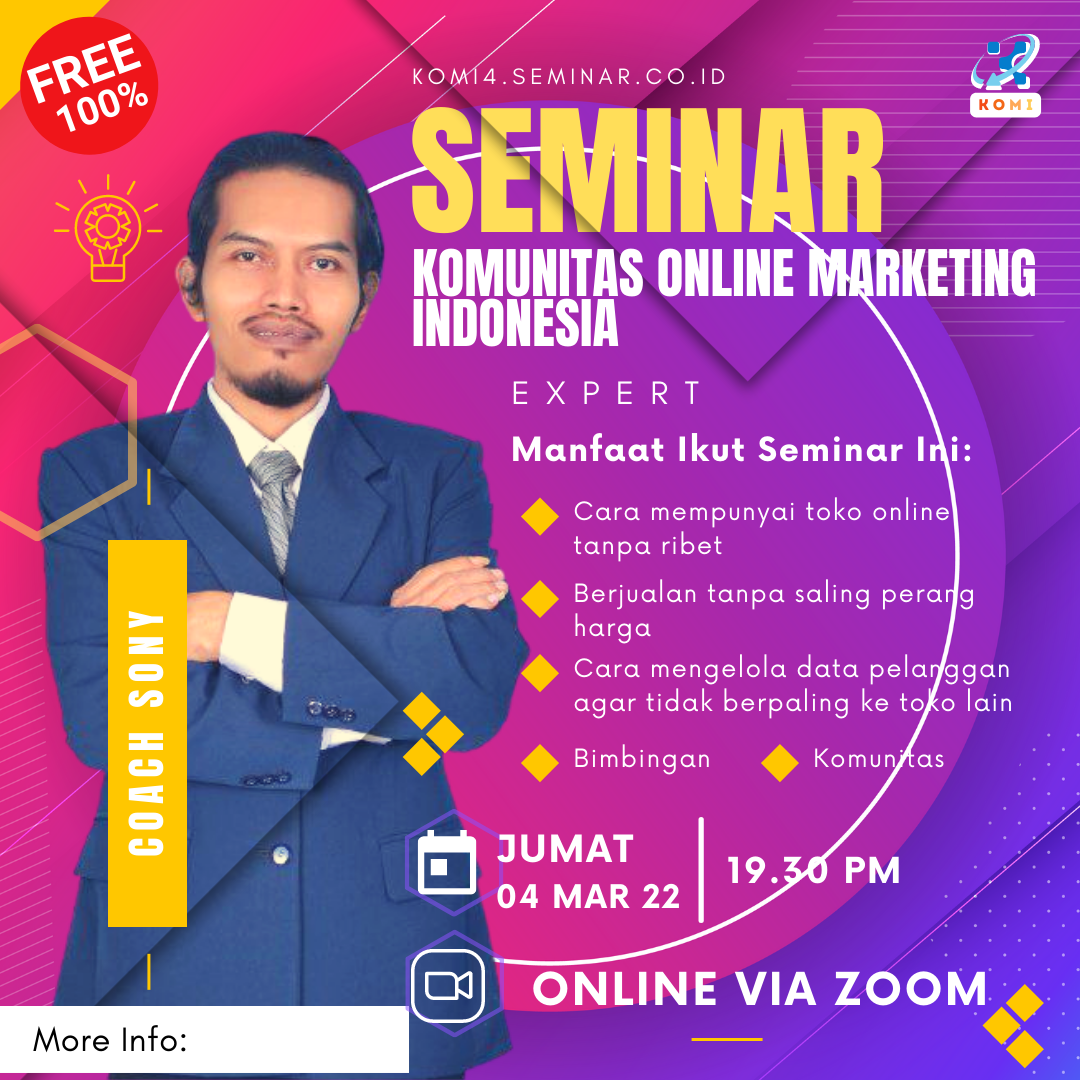 FREE
100%
KOMI4.SEMINAR.CO.ID
KOMI
SEMINAR
KOMUNITAS ONLINE MARKETING
INDONESIA
EXPERT
Manfaat Ikut Seminar Ini:
Cara mempunyai toko online
tanpa ribet
Berjualan tanpa saling perang
harga
Cara mengelola data pelanggan
agar tidak berpaling ke toko lain
Bimbingan
Komunitas
COACH SONY
JUMAT
04 MAR 22
19.30 PM
ONLINE VIA ZOOM
More Info: